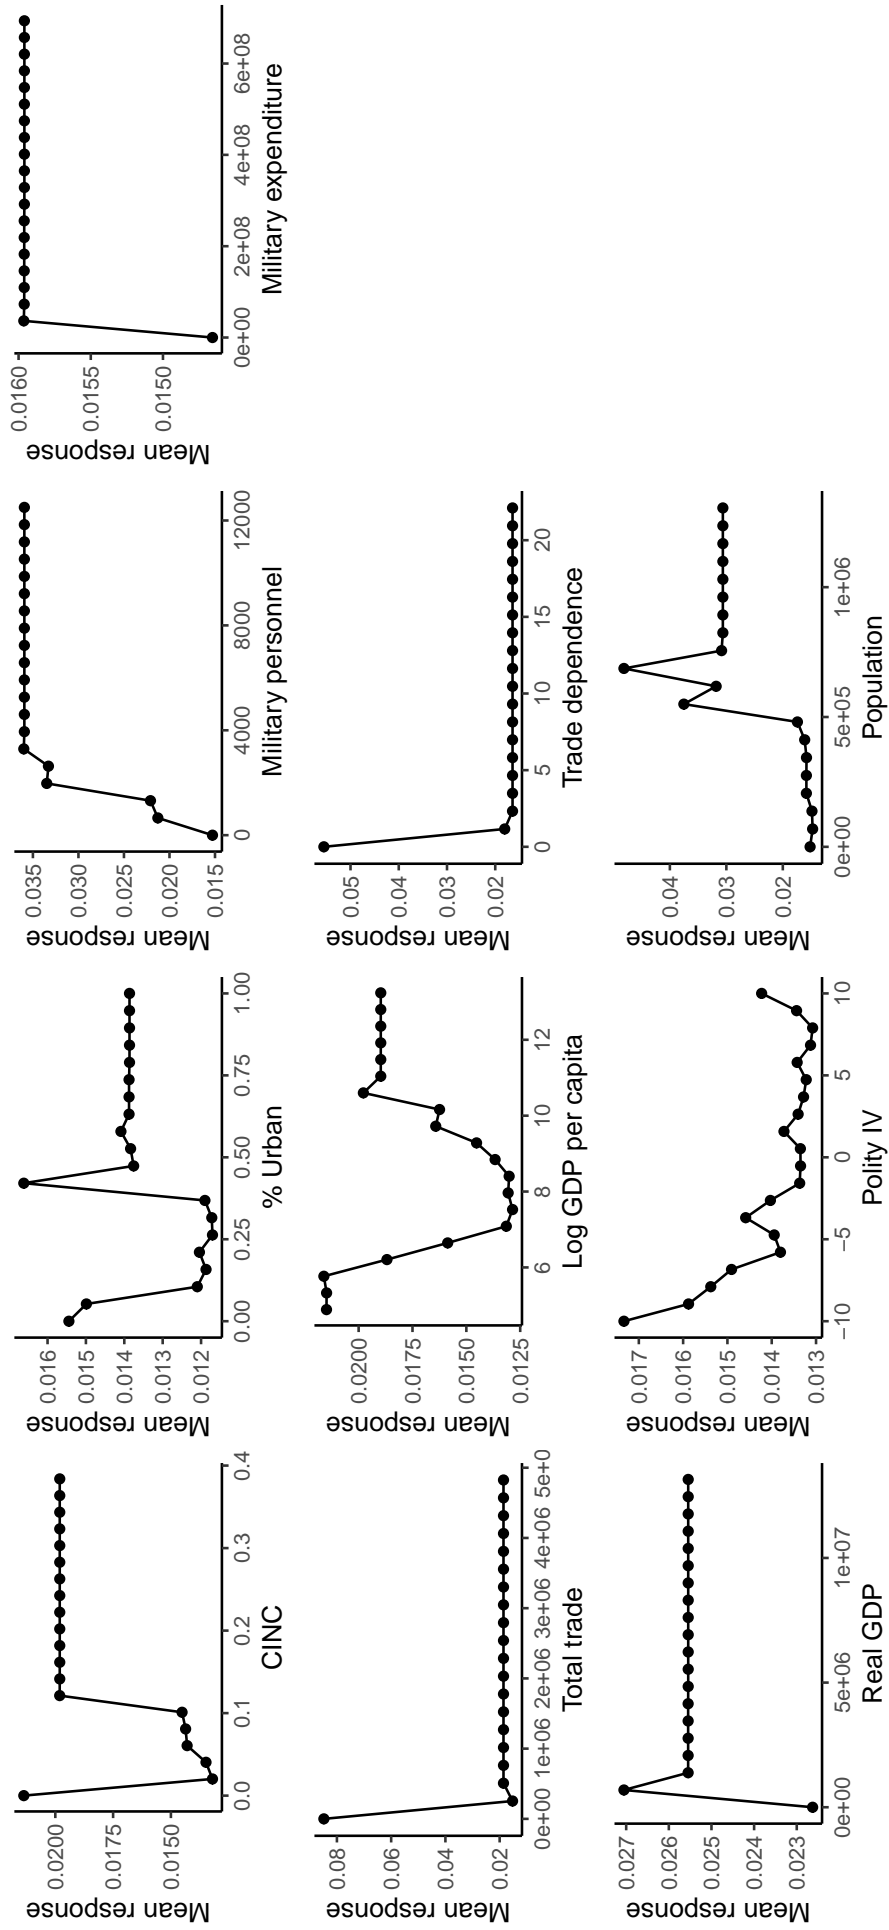 Mean response
0.0200
0.0175
0.0150
0.0 0.1 0.2 0.3 0.4
CINC
Mean response
0.016
0.015
0.014
0.013
0.012
0.00 0.25 0.50 0.75 1.00
% Urban
Mean response
0.035
0.030
0.025
0.020
0.015
0 4000 8000 12000
Military personnel
Mean response
0.0160
0.0155
0.0150
0e+00 2e+08 4e+08 6e+08
Military expenditure
Mean response
0.08
0.06
0.04
0.02
0e+00 1e+06 2e+06 3e+06 4e+06 5e+0
Total trade
Mean response
0.0200
0.0175
0.0150
0.0125
6 8 10 12
Log GDP per capita
Mean response
0.05
0.04
0.03
0.02
0 5 10 15 20
Trade dependence
Mean response
0.027
0.026
0.025
0.024
0.023
0e+00 5e+06 1e+07
Real GDP
Mean response
0.017
0.016
0.015
0.014
0.013
−10 −5 0 5 10
Polity IV
Mean response
0.04
0.03
0.02
0e+00 5e+05 1e+06
Population